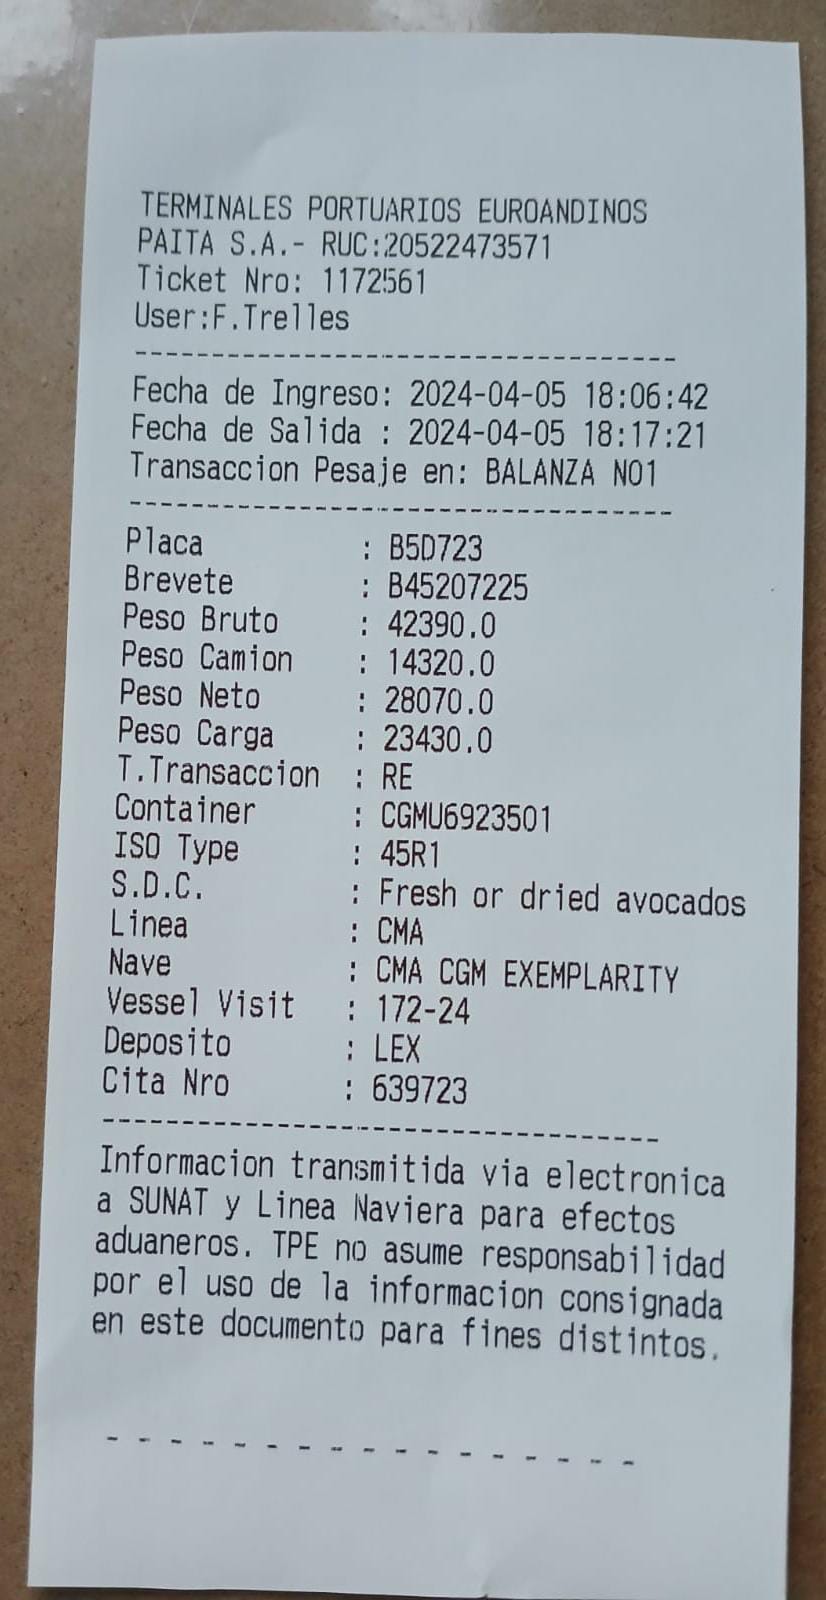 TERMINALES PORTUARIOS EUROANDINOS
PAITA S.A.- RUC:20522473571
Ticket Nro: 1172561
User:F.Trelles
-----------------------------------
Fecha de Ingreso: 2024-04-05 18:06:42
Fecha de Salida : 2024-04-05 18:17:21
Transaccion Pesaje en: BALANZA NO1
-----------------------------------
Placa : B5D723
Brevete : B45207225
Peso Bruto : 42390.0
Peso Camion : 14320.0
Peso Neto : 28070.0
Peso Carga : 23430.0
T.Transaccion : RE
Container : CGMU6923501
ISO Type : 45R1
S.D.C. : Fresh or dried avocados
Linea : CMA
Nave : CMA CGM EXEMPLARITY
Vessel Visit : 172-24
Deposito : LEX
Cita Nro : 639723
-----------------------------------
Informacion transmitida via electronica
a SUNAT y Linea Naviera para efectos
aduaneros. TPE no asume responsabilidad
por el uso de la informacion consignada
en este documento para fines distintos.
- - - - - - - - - - - - - - - - -